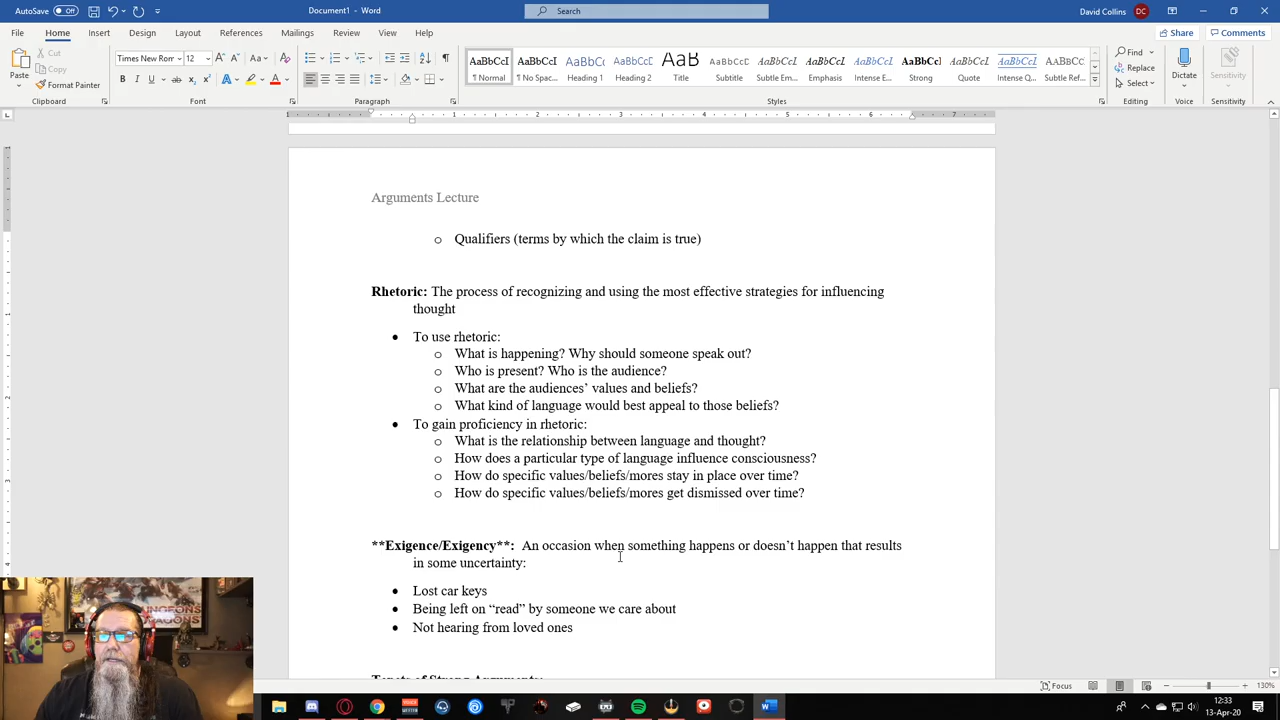 AutoSave Off Document1 - Word Search David Collins DC
File Home Insert Design Layout References Mailings Review View Help Share Comments
Paste Cut Copy Format Painter
Times New Rom 12
AaBbCcI AaBbCcI AaBbC( AaBbCcD AaB AaBbCcD AaBbCcI AaBbCcI AaBbCcI AaBbCc) AaBbCcI AaBbCcI AaBbCC
¶ Normal ¶ No Spac... Heading 1 Heading 2 Title Subtitle Subtle Em... Emphasis Intense E... Strong Quote Intense Q... Subtle Ref...
Find Replace Select Dictate Sensitivity
Clipboard Font Paragraph Styles Editing Voice Sensitivity
Arguments Lecture
o Qualifiers (terms by which the claim is true)
Rhetoric: The process of recognizing and using the most effective strategies for influencing
thought
• To use rhetoric:
o What is happening? Why should someone speak out?
o Who is present? Who is the audience?
o What are the audiences' values and beliefs?
o What kind of language would best appeal to those beliefs?
• To gain proficiency in rhetoric:
o What is the relationship between language and thought?
o How does a particular type of language influence consciousness?
o How do specific values/beliefs/mores stay in place over time?
o How do specific values/beliefs/mores get dismissed over time?
**Exigence/Exigency**: An occasion when something happens or doesn't happen that results
in some uncertainty:
• Lost car keys
• Being left on “read” by someone we care about
• Not hearing from loved ones
Tenets of Strong Arguments:
Focus 130%
12:33
13-Apr-20